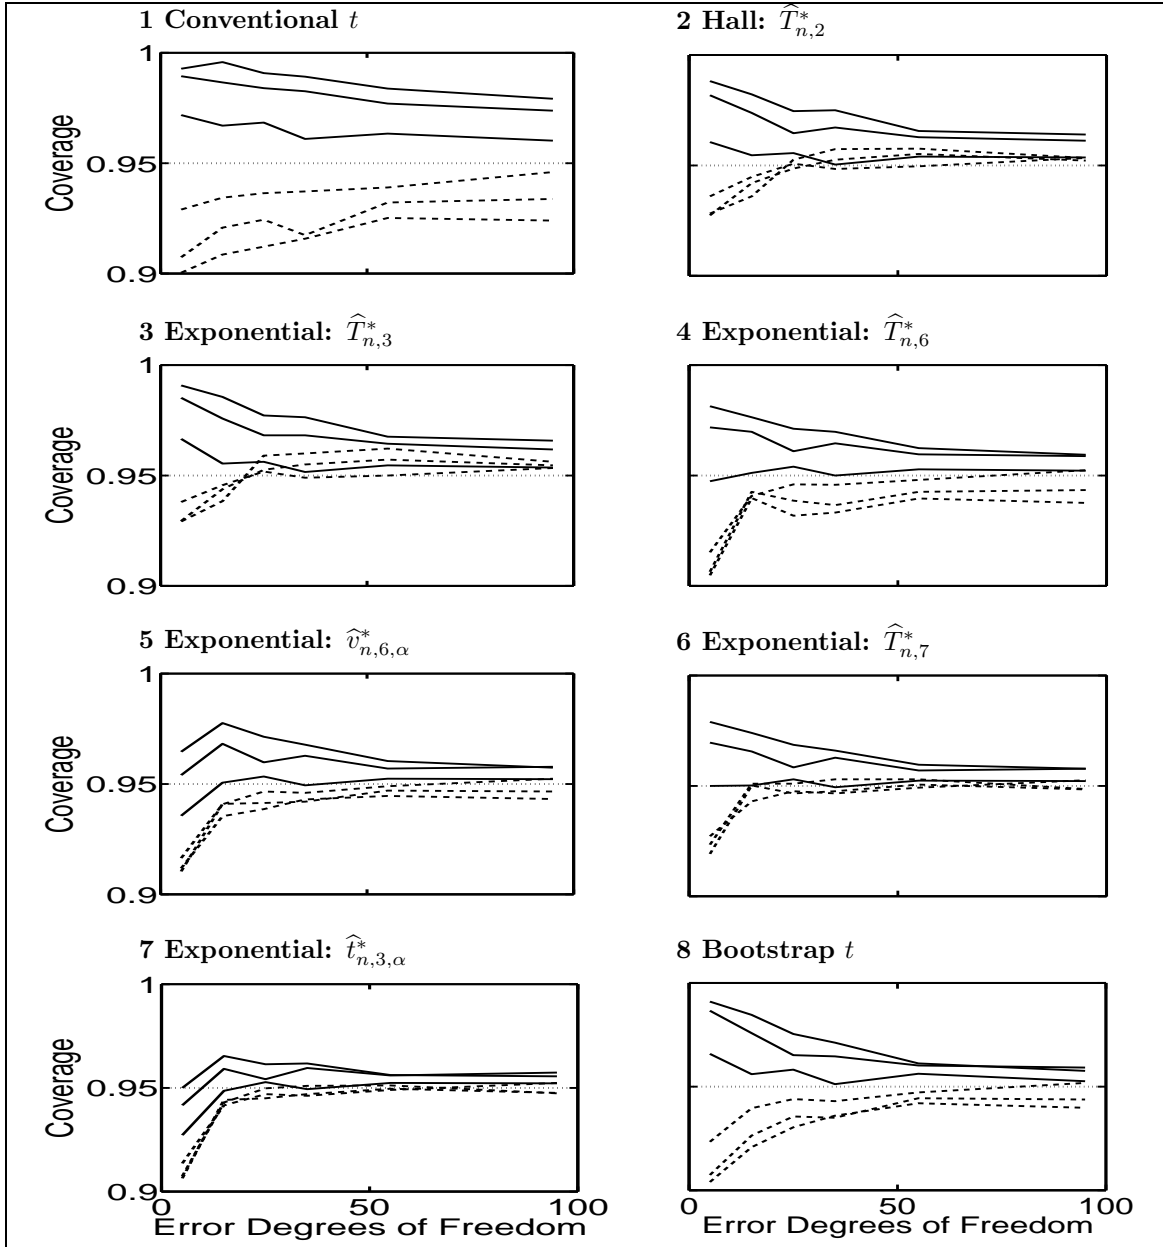 1 Conventional t
2 Hall: T̂*n,2
1
Coverage
0.95
0.9
3 Exponential: T̂*n,3
4 Exponential: T̂*n,6
1
Coverage
0.95
0.9
5 Exponential: v̂*n,6,α
6 Exponential: T̂*n,7
1
Coverage
0.95
0.9
7 Exponential: t̂*n,3,α
8 Bootstrap t
1
Coverage
0.95
0.9
0 50 100
0 50 100
Error Degrees of Freedom
Error Degrees of Freedom